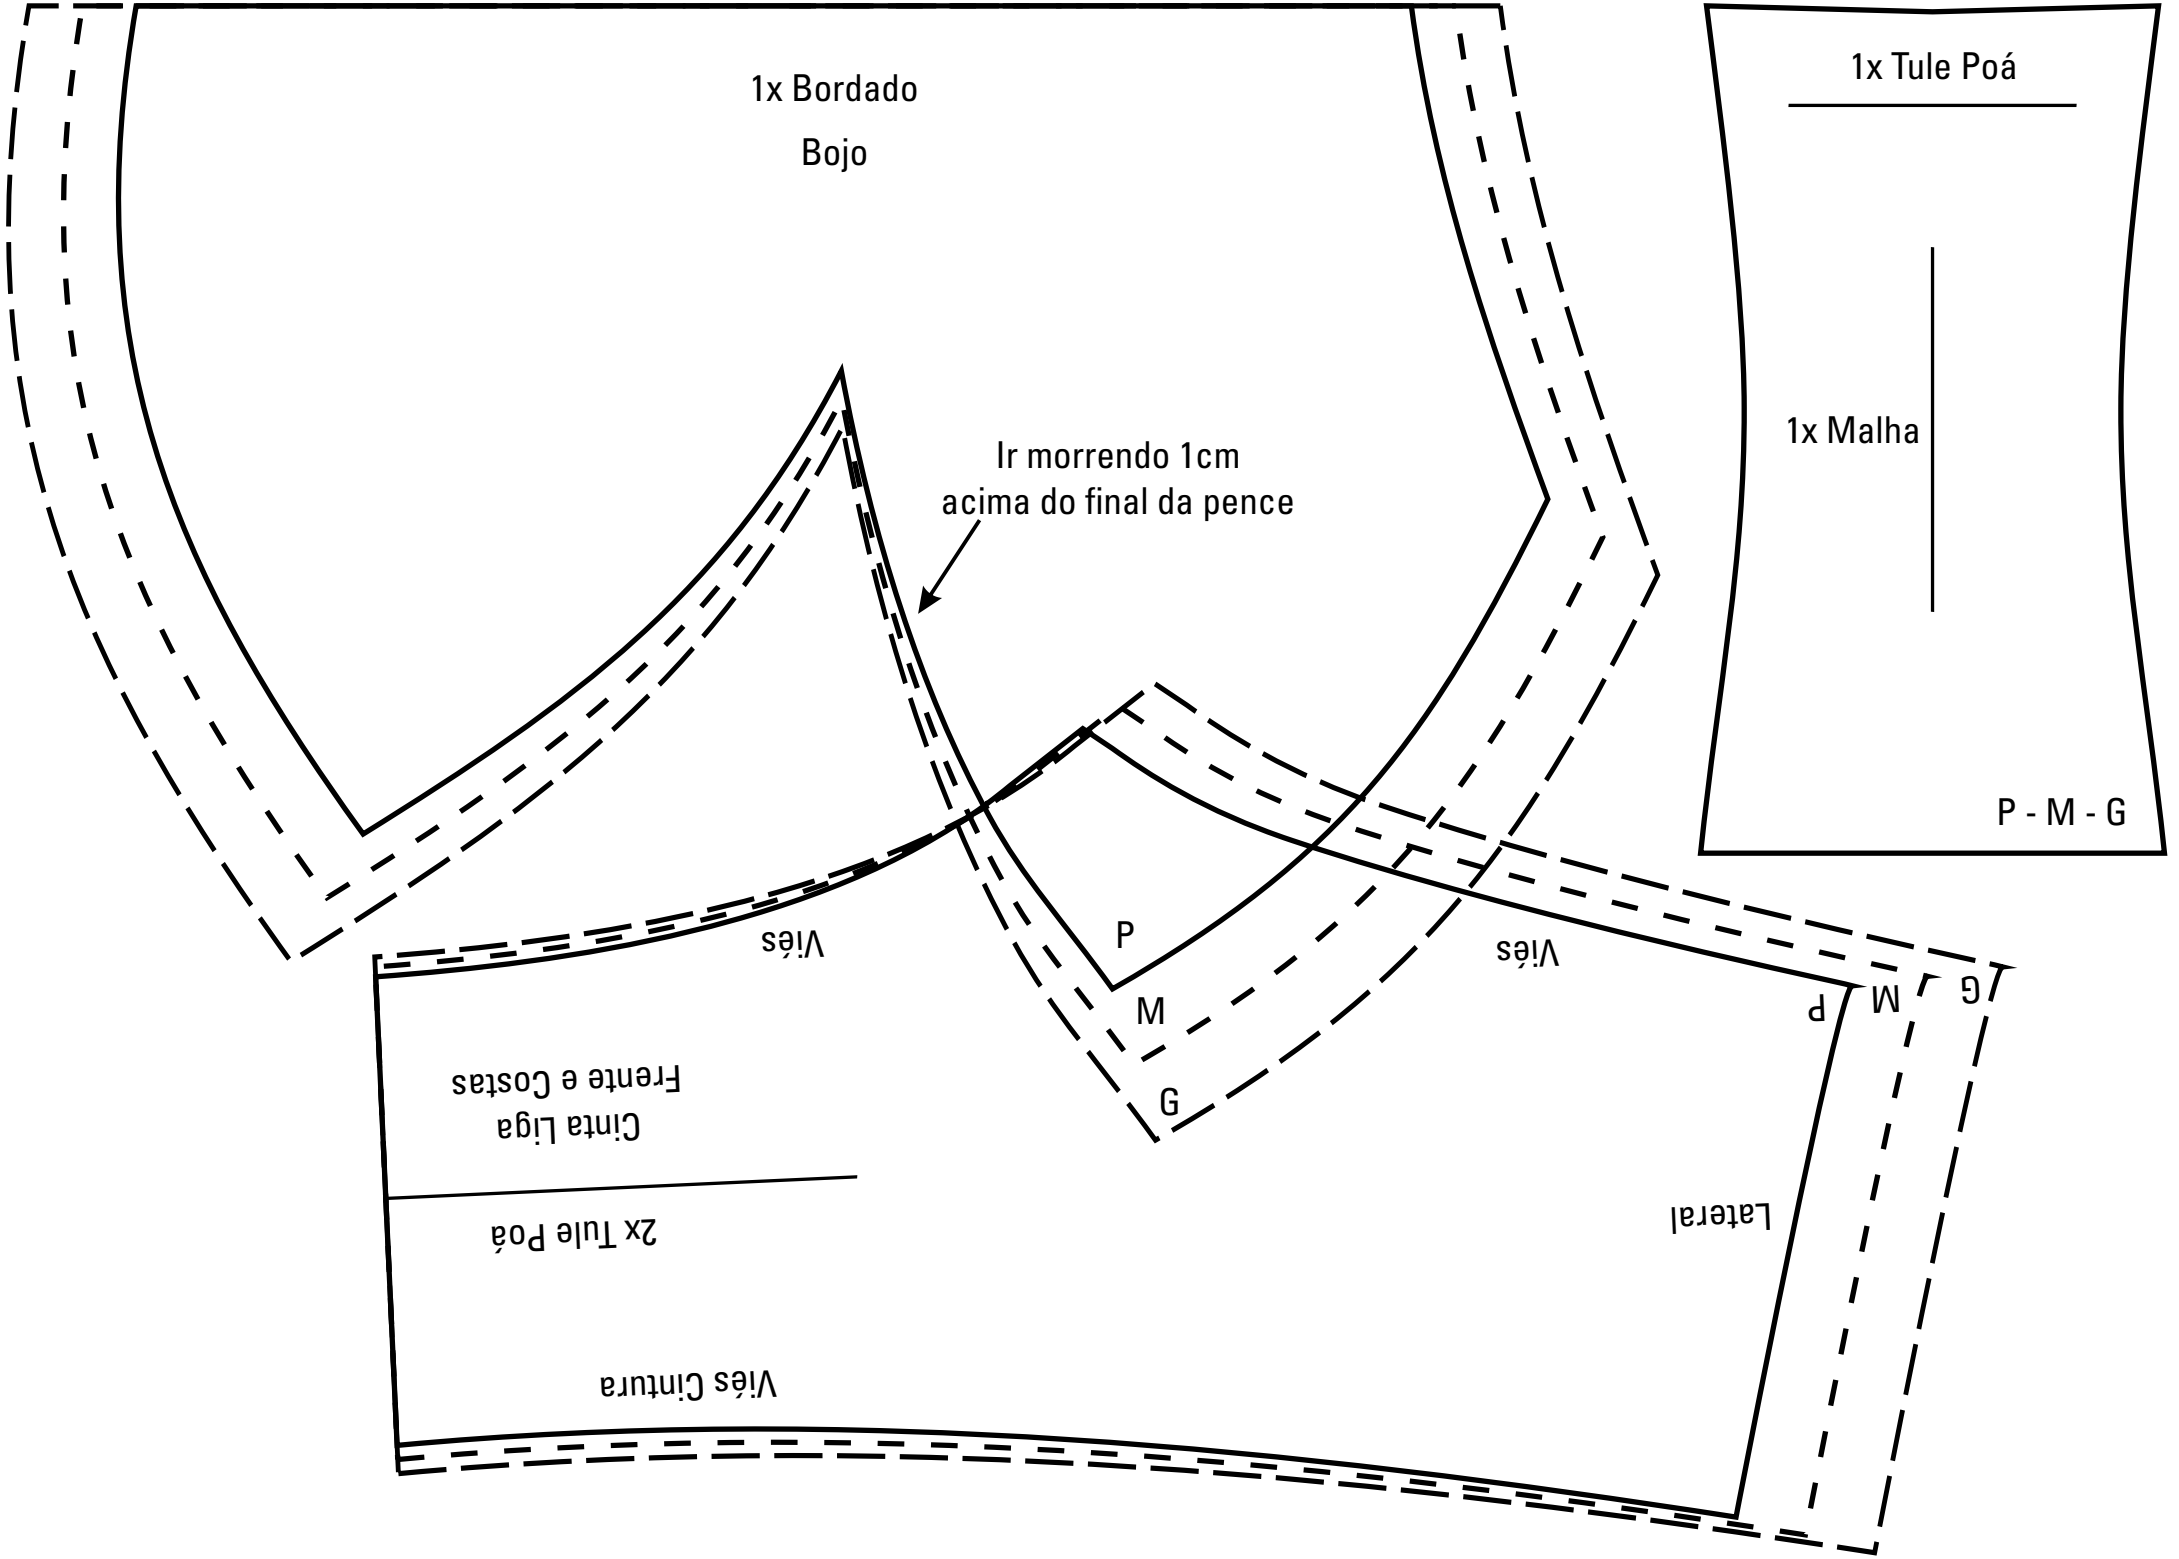 1x Bordado
Bojo
Ir morrendo 1cm
acima do final da pence
P
M
G
1x Tule Poá
1x Malha
P - M - G
Viés
Viés
P
M
G
Frente e Costas
Cinta Liga
2x Tule Poá
Lateral
Viés Cintura